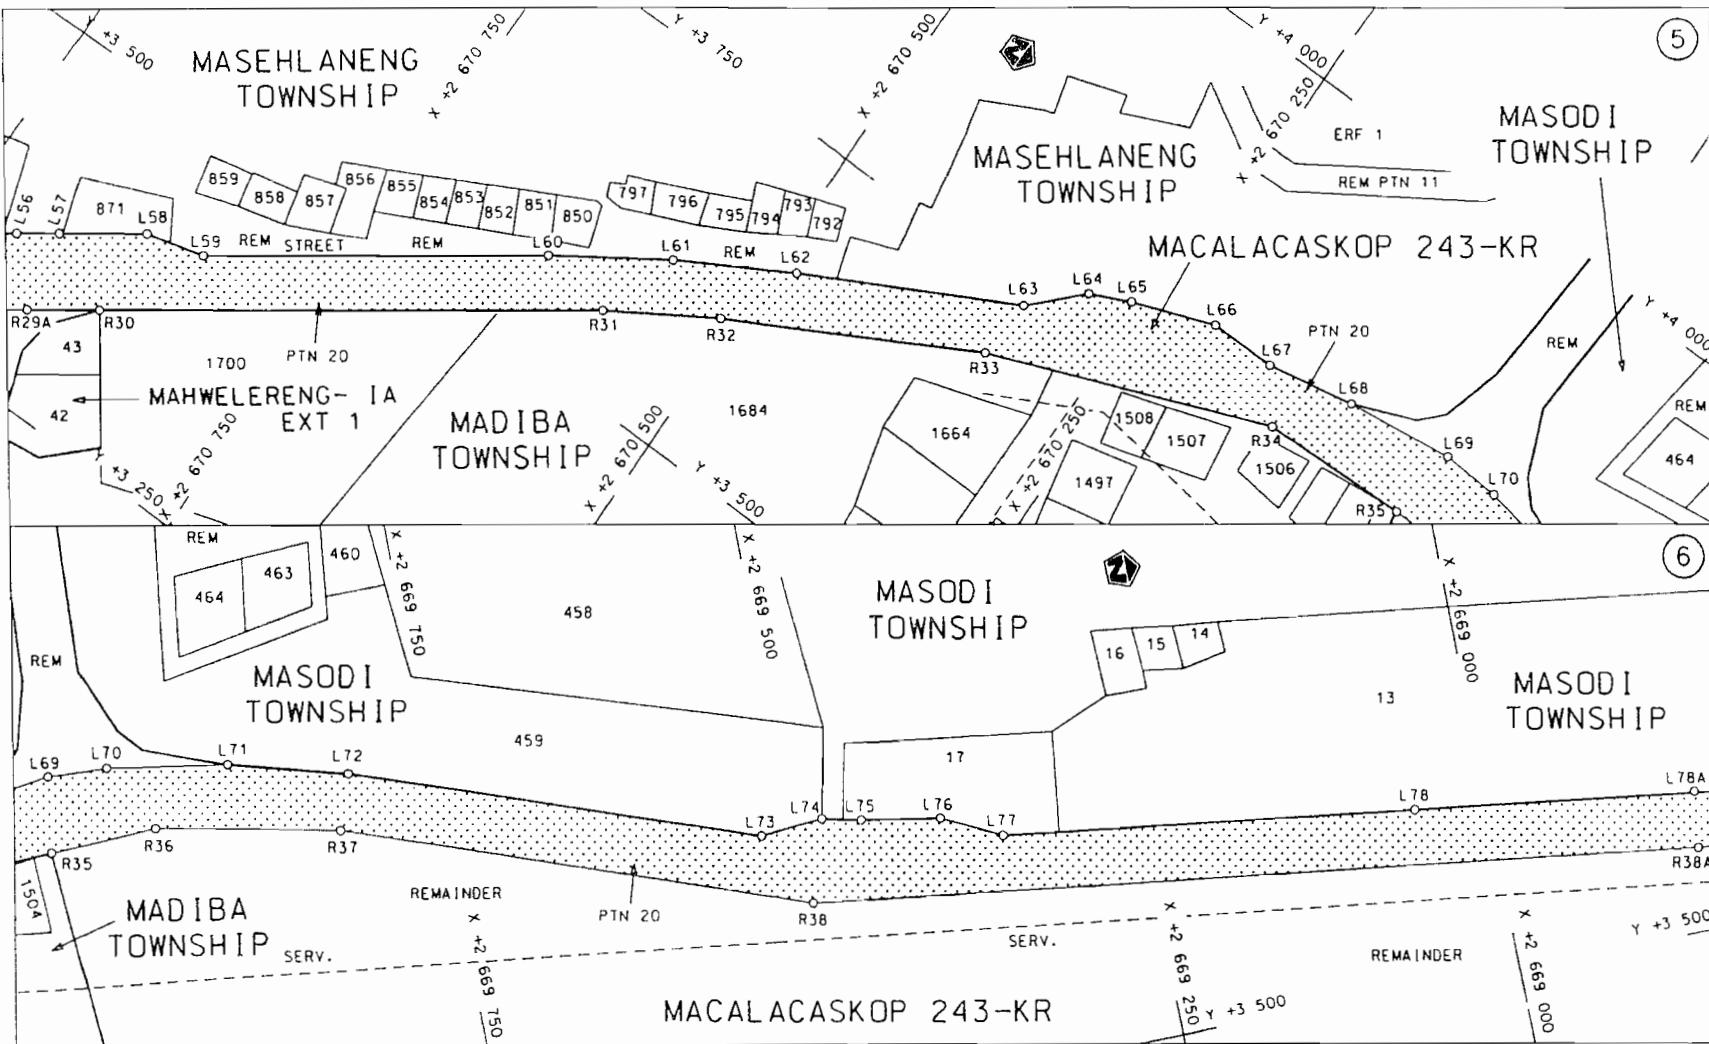 Y +3 500
MASEHLANENG
TOWNSHIP
X +2 670 750
Y +3 750
X +2 670 500
N
Y +4 000
X +2 670 250
5
ERF 1
REM PTN 11
MASODI
TOWNSHIP
MASEHLANENG
TOWNSHIP
MACALACASKOP 243-KR
L56
L57
871
L58
859
858
857
856
855
854
853
852
851
850
797
796
795
794
793
792
L59
REM
STREET
REM
L60
L61
REM
L62
L63
L64
L65
L66
L67
PTN 20
L68
REM
Y +4 000
L69
L70
REM
464
R29A
R30
43
42
1700
PTN 20
MAHWELERENG- IA
EXT 1
R31
R32
R33
MADIBA
TOWNSHIP
1684
1664
1508
1507
1497
R34
1506
R35
Y +3 250
X +2 670 750
X +2 670 500
Y +3 500
X +2 670 250
REM
464
463
460
X +2 669 750
458
X +2 669 500
MASODI
TOWNSHIP
N
X +2 669 000
6
REM
MASODI
TOWNSHIP
16
15
14
13
MASODI
TOWNSHIP
L69
L70
L71
L72
459
17
L73
L74
L75
L76
L77
L78
L78A
R35
R36
R37
R38
R38A
1504
MADIBA
TOWNSHIP
REMAINDER
PTN 20
SERV.
SERV.
X +2 669 750
X +2 669 250
Y +3 500
REMAINDER
X +2 669 000
Y +3 500
MACALACASKOP 243-KR